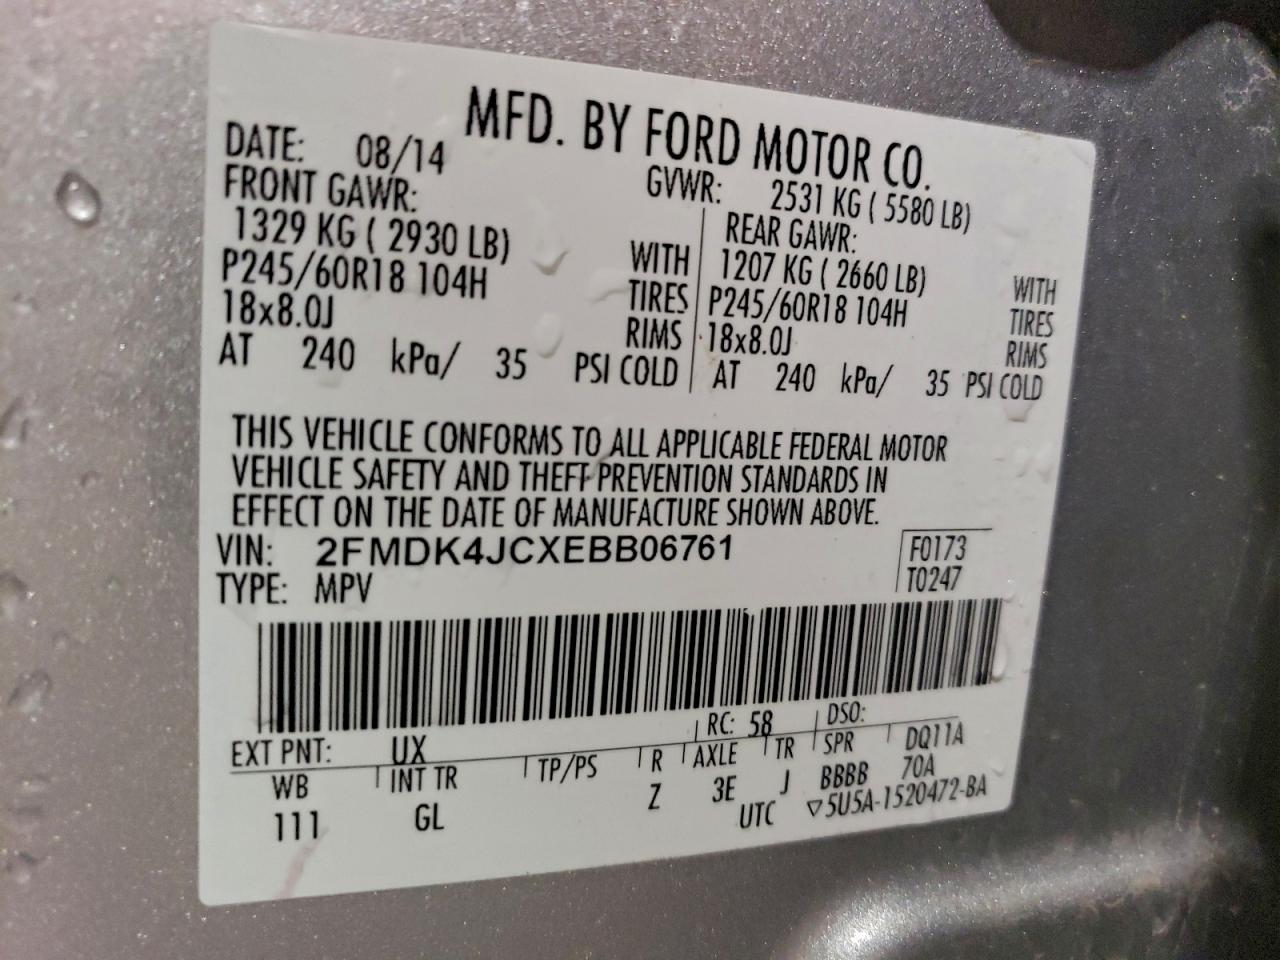 MFD. BY FORD MOTOR CO.
DATE: 08/14
GVWR: 2531 KG ( 5580 LB)
FRONT GAWR:
1329 KG ( 2930 LB) WITH
P245/60R18 104H TIRES
18x8.0J RIMS
AT 240 kPa/ 35 PSI COLD
REAR GAWR:
1207 KG ( 2660 LB) WITH
P245/60R18 104H TIRES
18x8.0J RIMS
AT 240 kPa/ 35 PSI COLD
THIS VEHICLE CONFORMS TO ALL APPLICABLE FEDERAL MOTOR
VEHICLE SAFETY AND THEFT PREVENTION STANDARDS IN
EFFECT ON THE DATE OF MANUFACTURE SHOWN ABOVE.
VIN: 2FMDK4JCXEBB06761
TYPE: MPV
F0173
T0247
EXT PNT: UX RC: 58 DSO:
WB INT TR TP/PS R AXLE TR SPR DQ11A
111 GL Z 3E J BBBB 70A
UTC ▽5U5A-1520472-BA